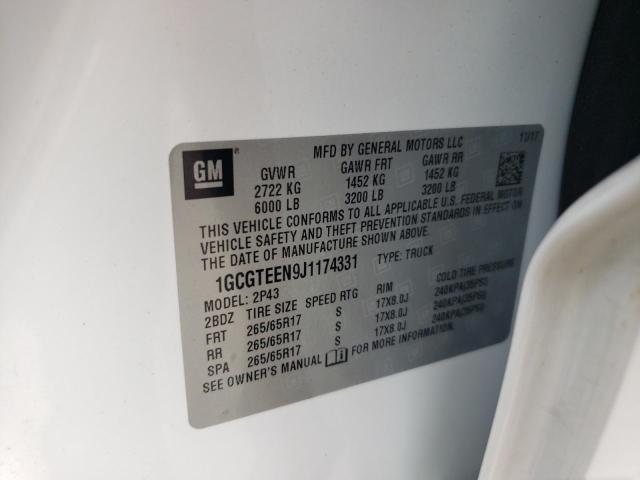 GM
MFD BY GENERAL MOTORS LLC 11/17
GVWR GAWR FRT GAWR RR
2722 KG 1452 KG 1452 KG
6000 LB 3200 LB 3200 LB
THIS VEHICLE CONFORMS TO ALL APPLICABLE U.S. FEDERAL MOTOR
VEHICLE SAFETY AND THEFT PREVENTION STANDARDS IN EFFECT ON
THE DATE OF MANUFACTURE SHOWN ABOVE.
1GCGTEEN9J1174331 TYPE: TRUCK
MODEL: 2P43
2BDZ TIRE SIZE SPEED RTG RIM COLD TIRE PRESSURE
FRT 265/65R17 S 17X8.0J 240KPA(35PSI)
RR 265/65R17 S 17X8.0J 240KPA(35PSI)
SPA 265/65R17 S 17X8.0J 240KPA(35PSI)
SEE OWNER'S MANUAL FOR MORE INFORMATION.